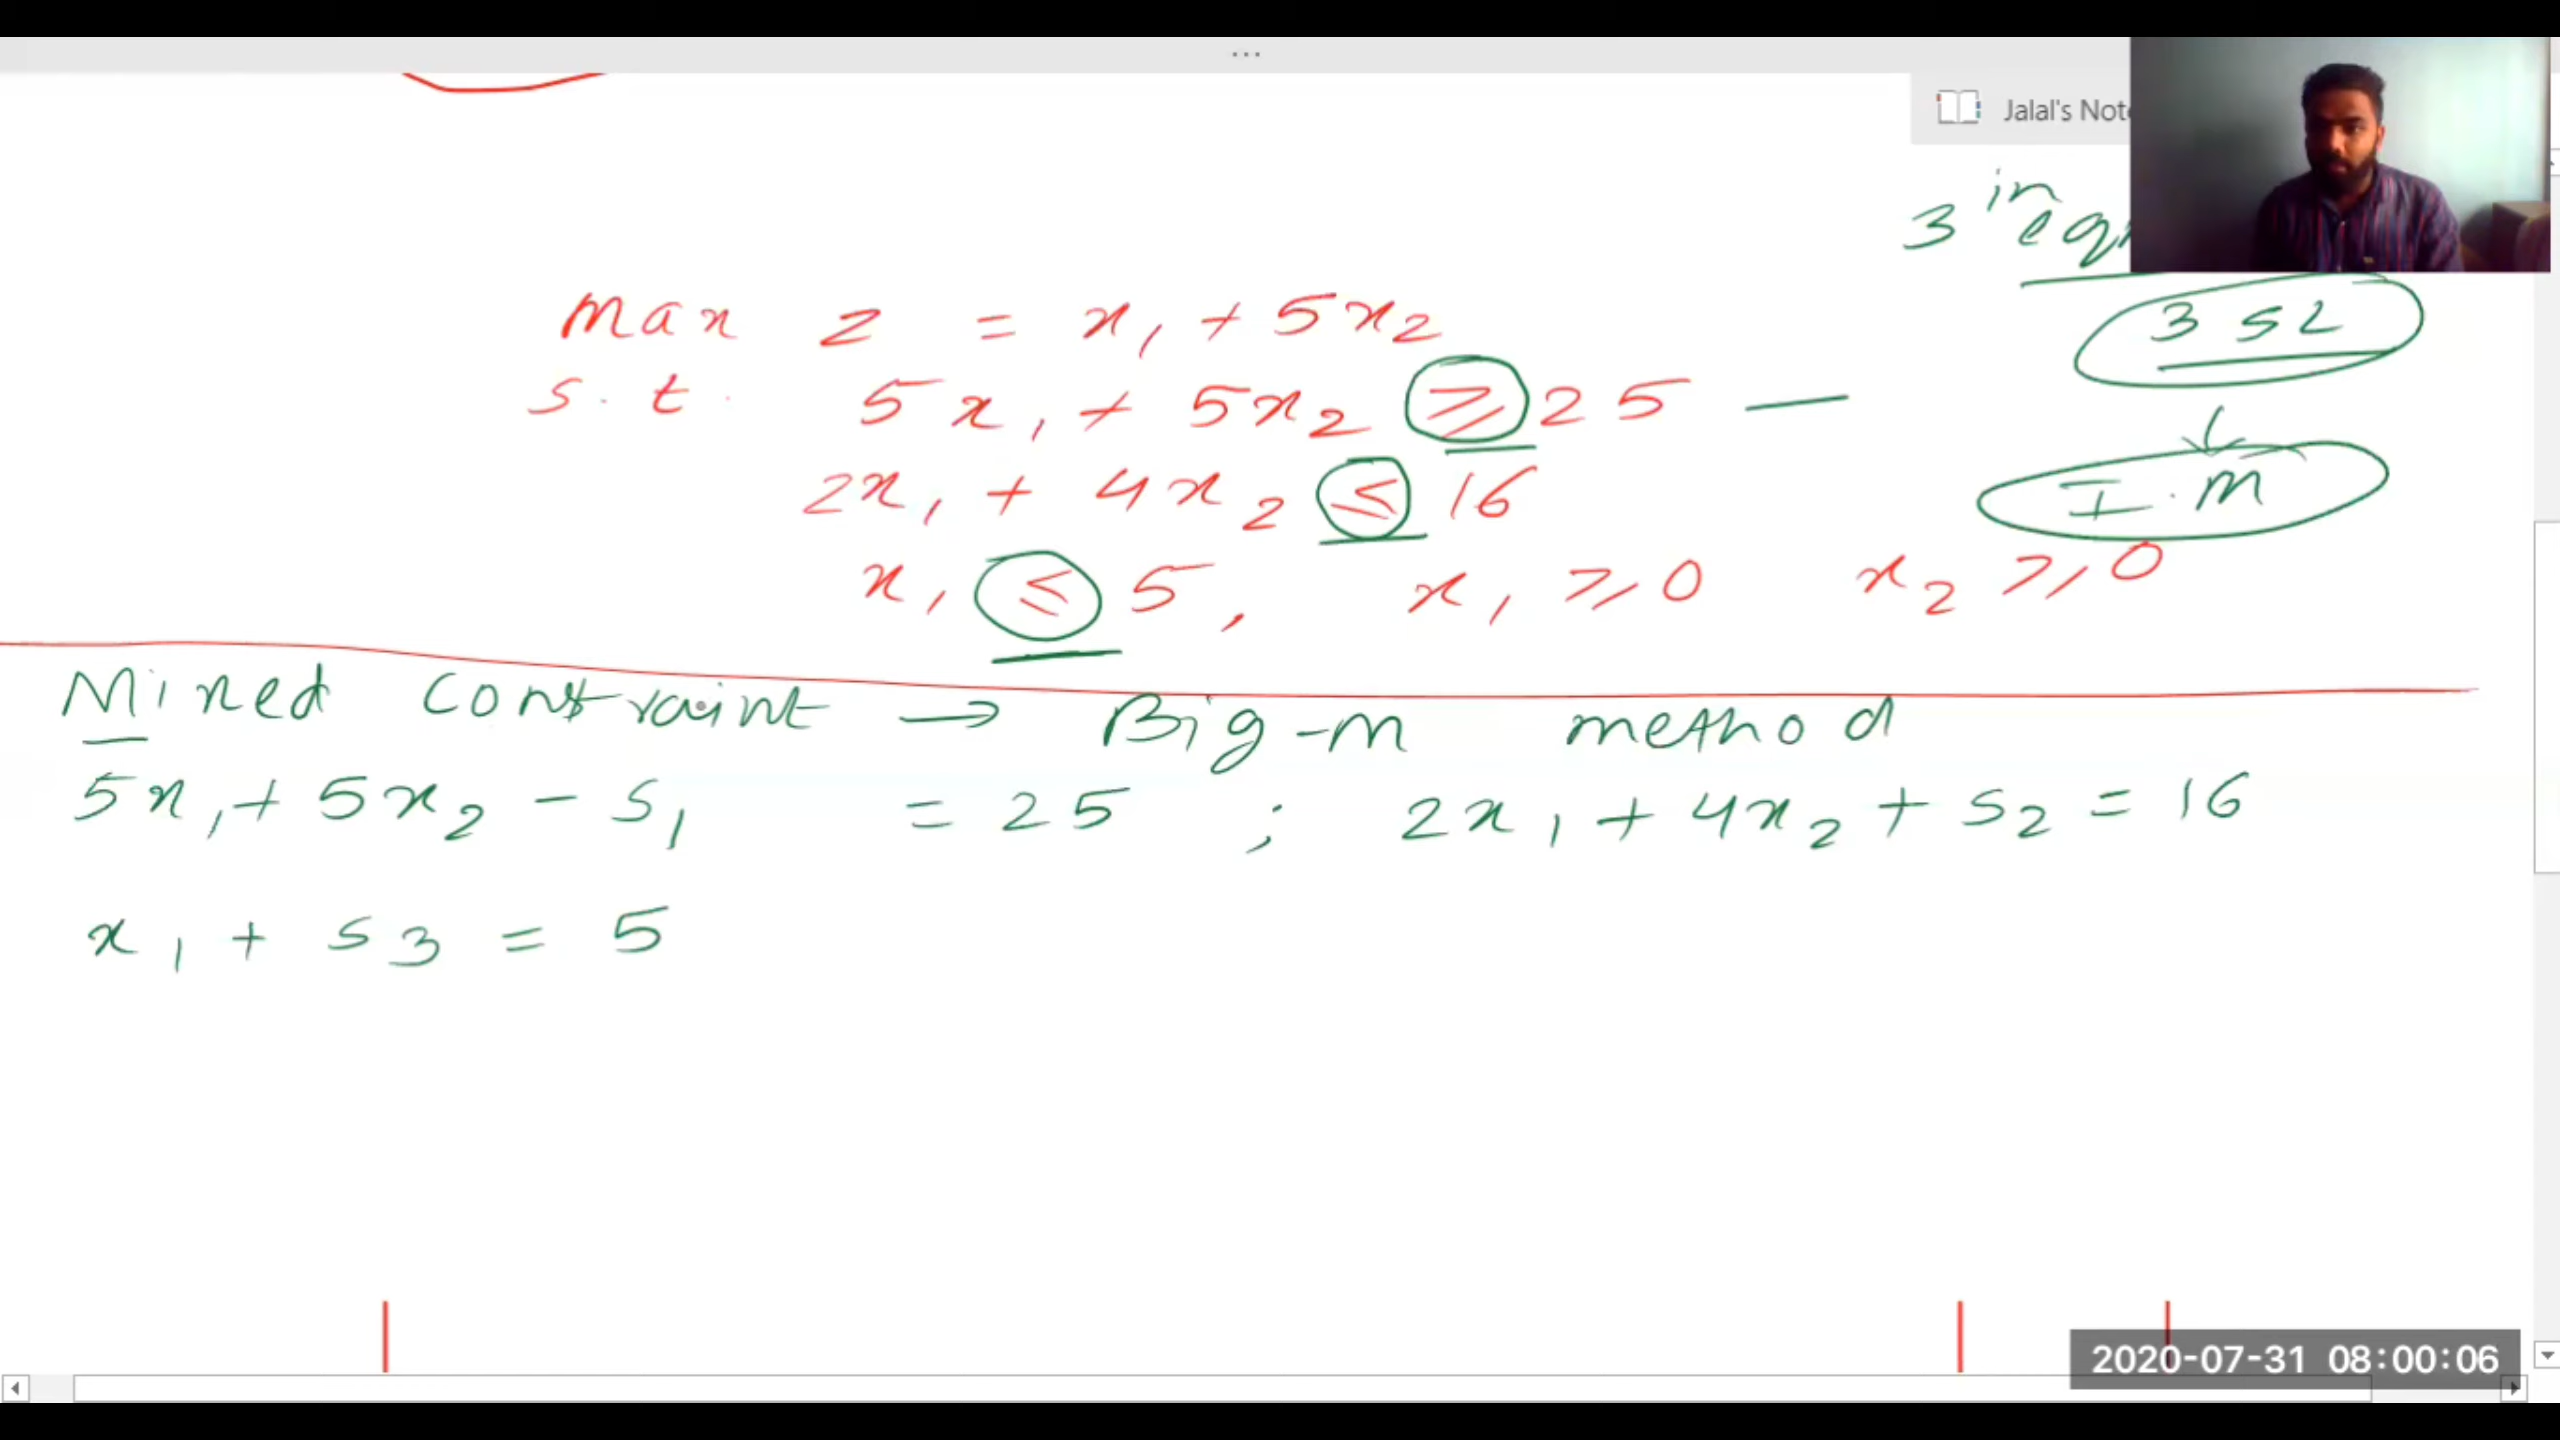 ...
Jalal's Not
3 in
3 SL
I.M
max z = x₁ + 5x₂
s.t. 5x₁ + 5x₂ ≥ 25 —
2x₁ + 4x₂ ≤ 16
x₁ ≤ 5, x₁ ≥ 0 x₂ ≥ 0
Mixed constraint → Big-M method
5x₁ + 5x₂ - S₁ = 25 ; 2x₁ + 4x₂ + S₂ = 16
x₁ + S₃ = 5
2020-07-31 08:00:06